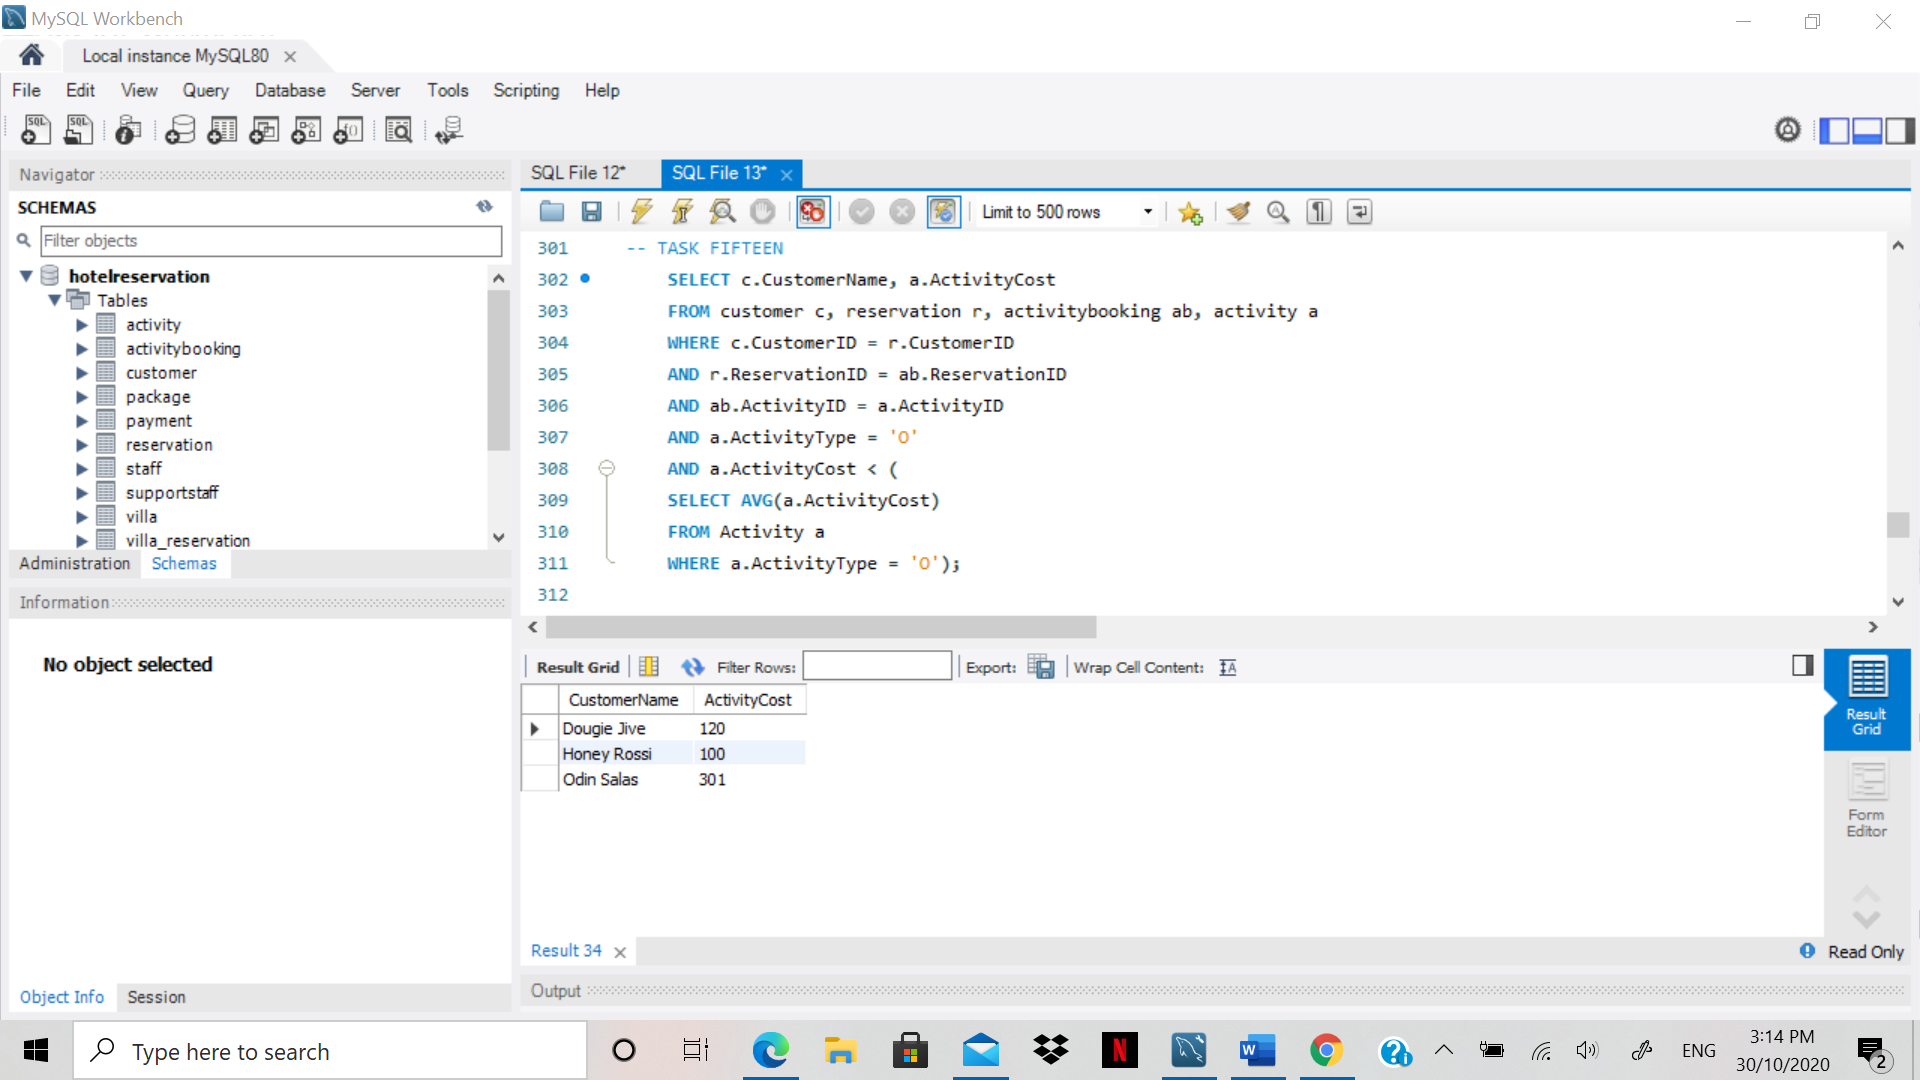 MySQL Workbench
Local instance MySQL80
File Edit View Query Database Server Tools Scripting Help
Navigator
SCHEMAS
Filter objects
hotelreservation
Tables
activity
activitybooking
customer
package
payment
reservation
staff
supportstaff
villa
villa_reservation
Administration Schemas
Information
No object selected
Object Info Session
SQL File 12* SQL File 13*
Limit to 500 rows
301 -- TASK FIFTEEN
302 SELECT c.CustomerName, a.ActivityCost
303 FROM customer c, reservation r, activitybooking ab, activity a
304 WHERE c.CustomerID = r.CustomerID
305 AND r.ReservationID = ab.ReservationID
306 AND ab.ActivityID = a.ActivityID
307 AND a.ActivityType = 'O'
308 AND a.ActivityCost < (
309 SELECT AVG(a.ActivityCost)
310 FROM Activity a
311 WHERE a.ActivityType = 'O');
312
Result Grid Filter Rows: Export: Wrap Cell Content:
CustomerName ActivityCost
Dougie Jive 120
Honey Rossi 100
Odin Salas 301
Result
Grid
Form
Editor
Result 34
Read Only
Output
Type here to search
ENG
3:14 PM
30/10/2020
2